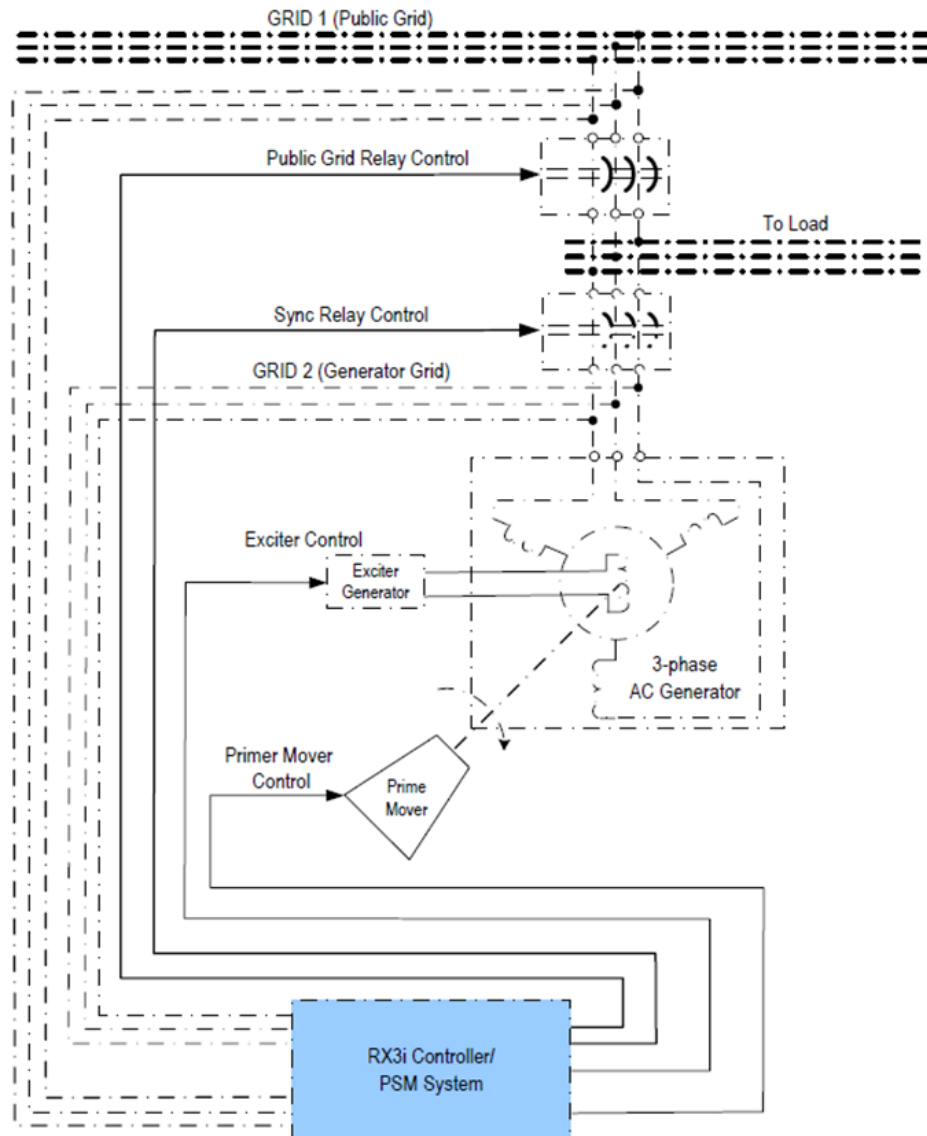 GRID 1 (Public Grid)
Public Grid Relay Control
To Load
Sync Relay Control
GRID 2 (Generator Grid)
Exciter Control
Exciter
Generator
3-phase
AC Generator
Primer Mover
Control
Prime
Mover
RX3i Controller/
PSM System